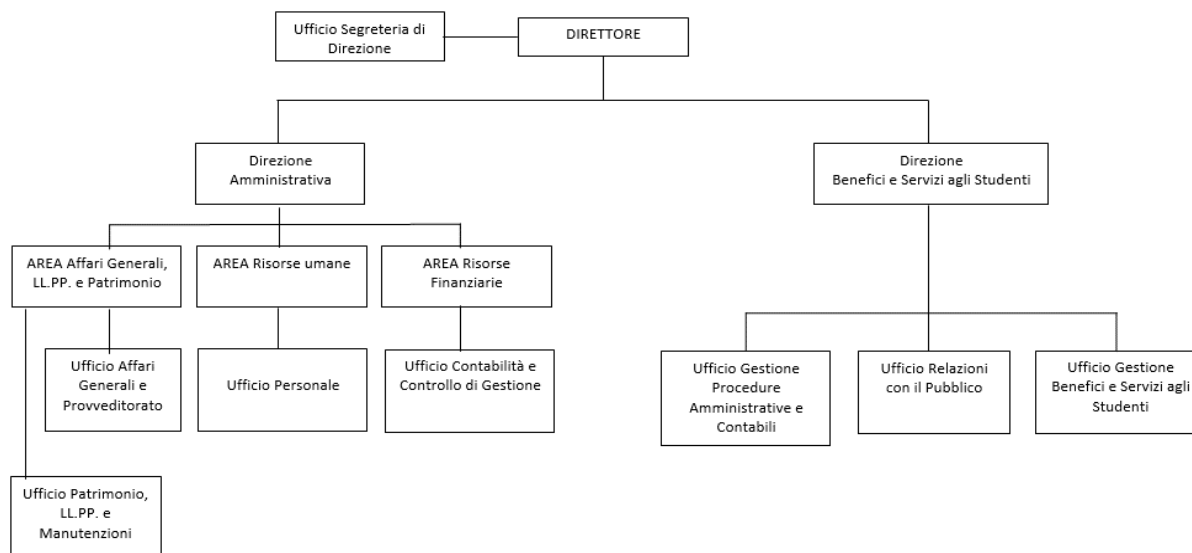 Ufficio Segreteria di
Direzione
DIRETTORE
Direzione
Amministrativa
Direzione
Benefici e Servizi agli Studenti
AREA Affari Generali,
LL.PP. e Patrimonio
AREA Risorse umane
AREA Risorse
Finanziarie
Ufficio Affari
Generali e
Provveditorato
Ufficio Personale
Ufficio Contabilità e
Controllo di Gestione
Ufficio Gestione
Procedure
Amministrative e
Contabili
Ufficio Relazioni
con il Pubblico
Ufficio Gestione
Benefici e Servizi agli
Studenti
Ufficio Patrimonio,
LL.PP. e
Manutenzioni